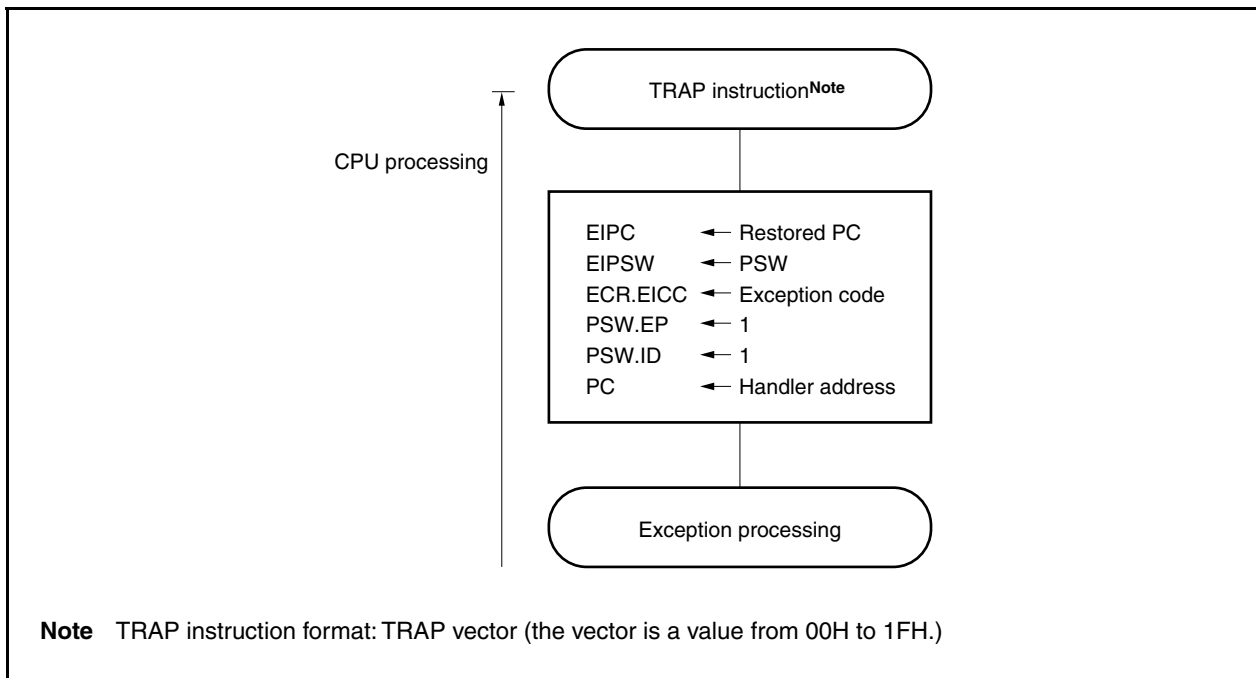 TRAP instructionNote
CPU processing
EIPC ← Restored PC
EIPSW ← PSW
ECR.EICC ← Exception code
PSW.EP ← 1
PSW.ID ← 1
PC ← Handler address
Exception processing
Note TRAP instruction format: TRAP vector (the vector is a value from 00H to 1FH.)